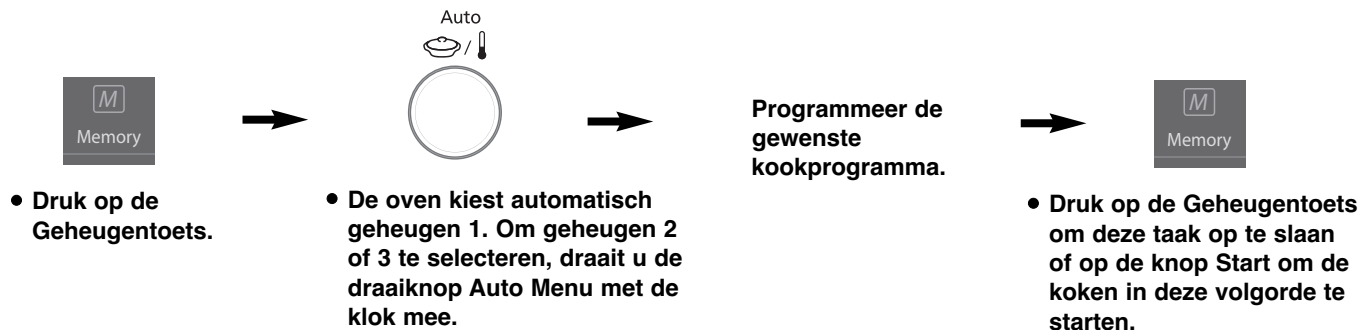 Auto
M
Memory
Programmeer de
gewenste
kookprogramma.
M
Memory
• Druk op de
Geheugentoets.
• De oven kiest automatisch
geheugen 1. Om geheugen 2
of 3 te selecteren, draait u de
draaiknop Auto Menu met de
klok mee.
• Druk op de Geheugentoets
om deze taak op te slaan
of op de knop Start om de
koken in deze volgorde te
starten.